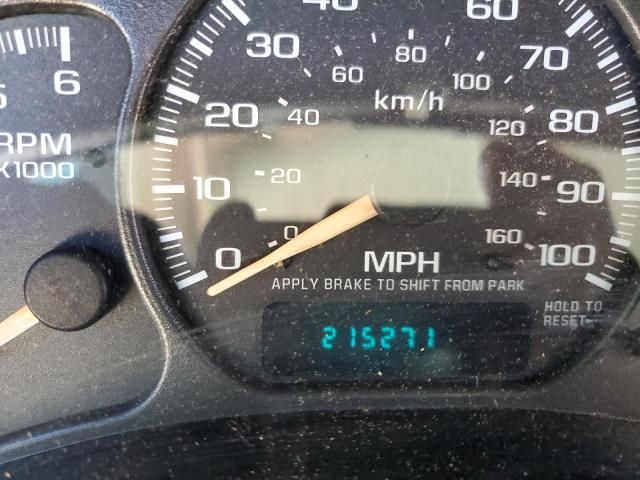 40 60
30 80 70
6 60 100
5 km/h
20 40 120 80
RPM
X1000
20 140
10 90
0 0 160 100
MPH
APPLY BRAKE TO SHIFT FROM PARK
HOLD TO
RESET
215271